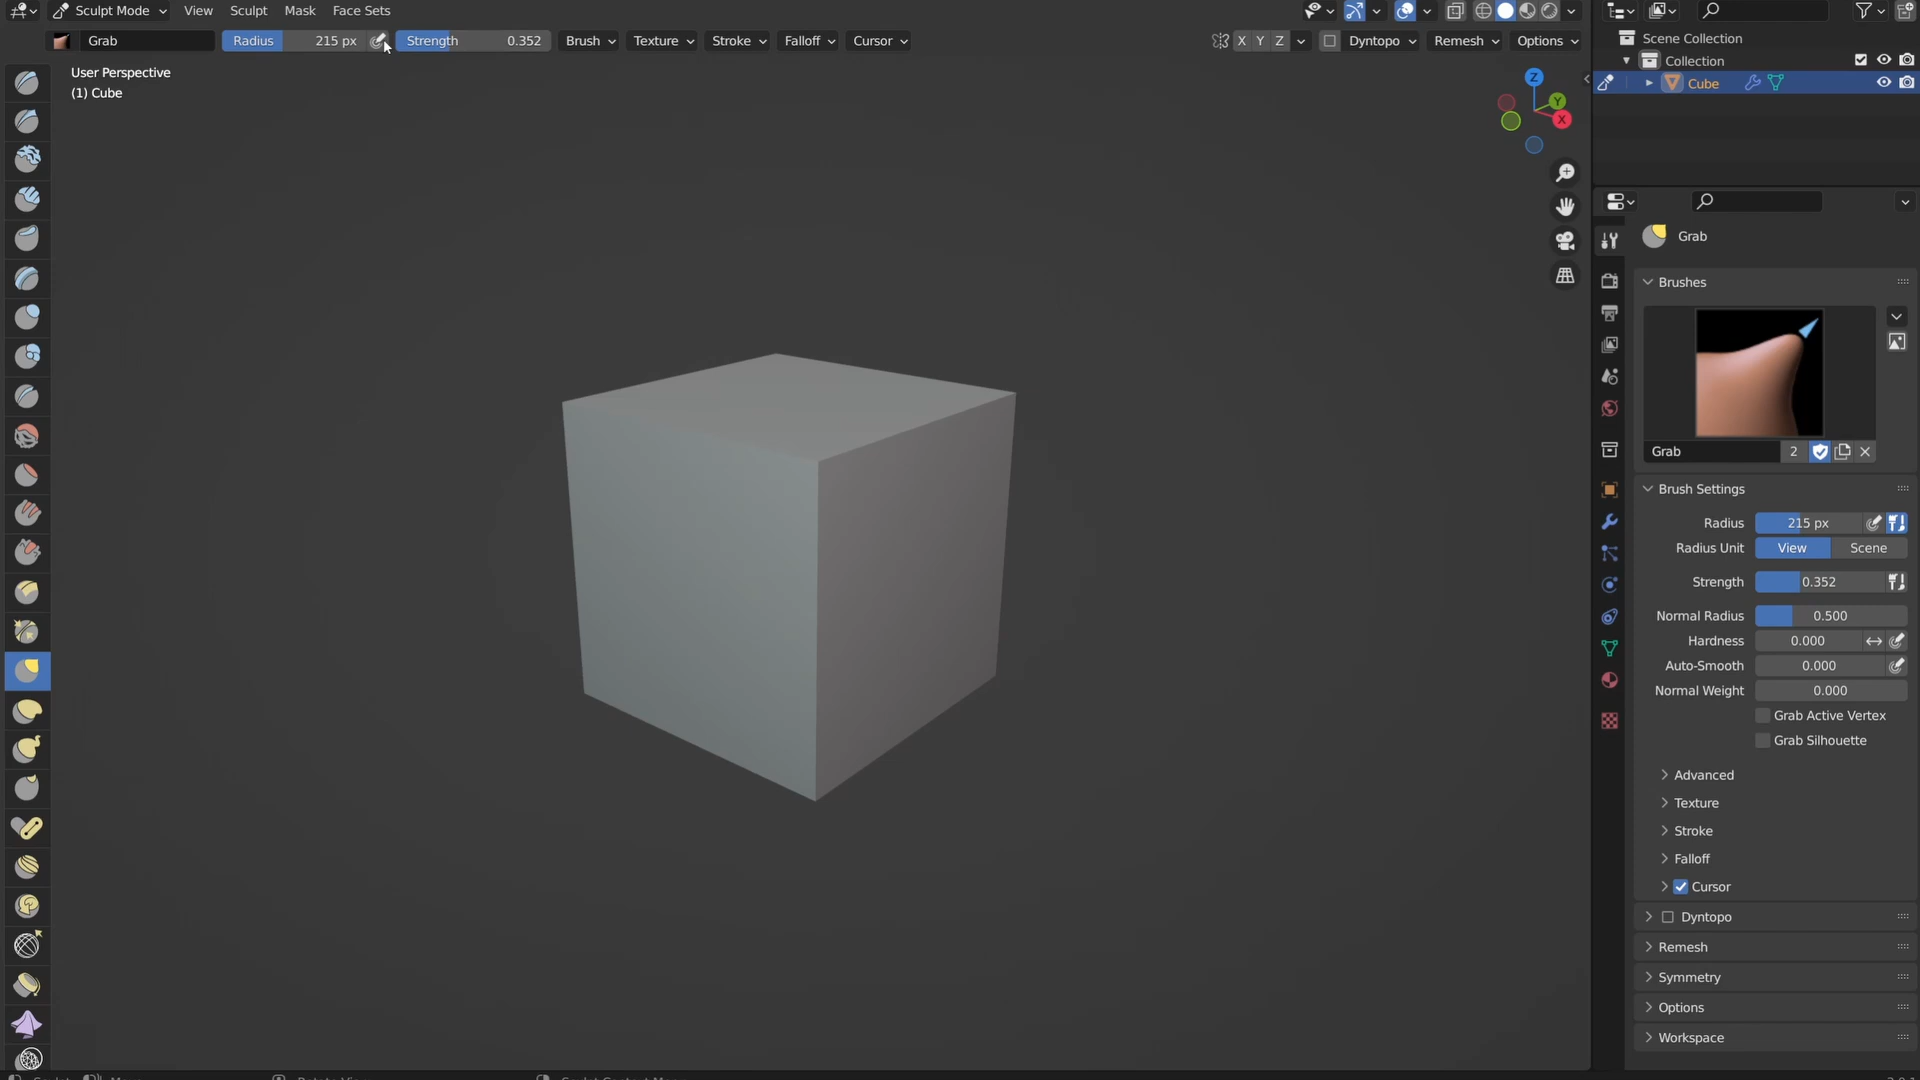 Sculpt Mode View Sculpt Mask Face Sets
Grab Radius 215 px Strength 0.352 Brush Texture Stroke Falloff Cursor X Y Z Dyntopo Remesh Options
User Perspective
(1) Cube
Z
Y
X
Scene Collection
Collection
Cube
Grab
Brushes
Grab 2
Brush Settings
Radius 215 px
Radius Unit View Scene
Strength 0.352
Normal Radius 0.500
Hardness 0.000
Auto-Smooth 0.000
Normal Weight 0.000
Grab Active Vertex
Grab Silhouette
Advanced
Texture
Stroke
Falloff
Cursor
Dyntopo
Remesh
Symmetry
Options
Workspace